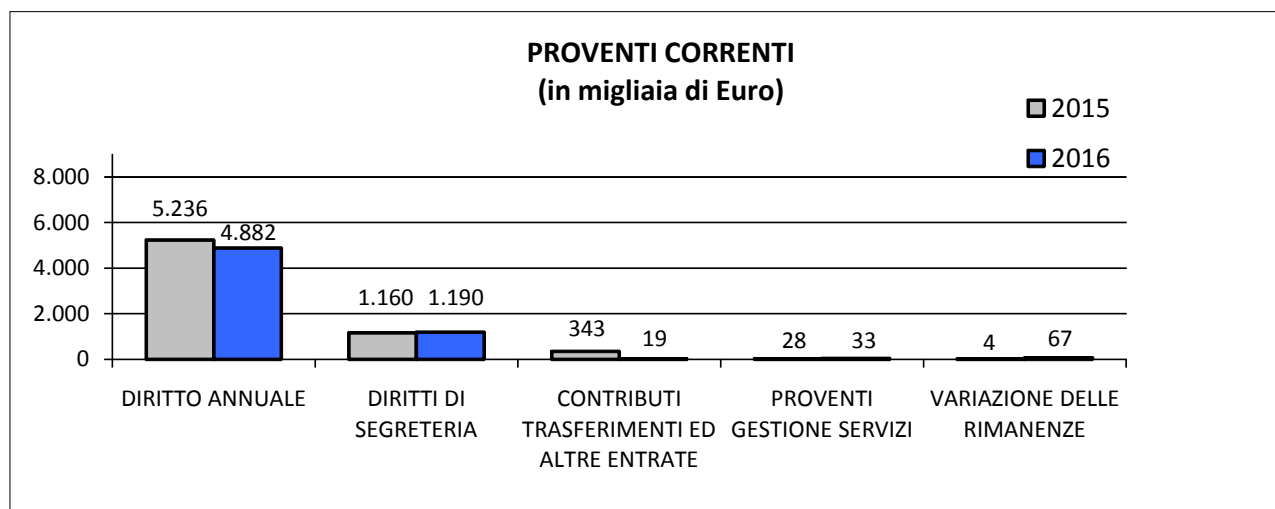 PROVENTI CORRENTI
(in migliaia di Euro)
2015
2016
8.000
6.000
4.000
2.000
0
5.236
4.882
1.160
1.190
343
19
28
33
4
67
DIRITTO ANNUALE
DIRITTI DI
SEGRETERIA
CONTRIBUTI
TRASFERIMENTI ED
ALTRE ENTRATE
PROVENTI
GESTIONE SERVIZI
VARIAZIONE DELLE
RIMANENZE